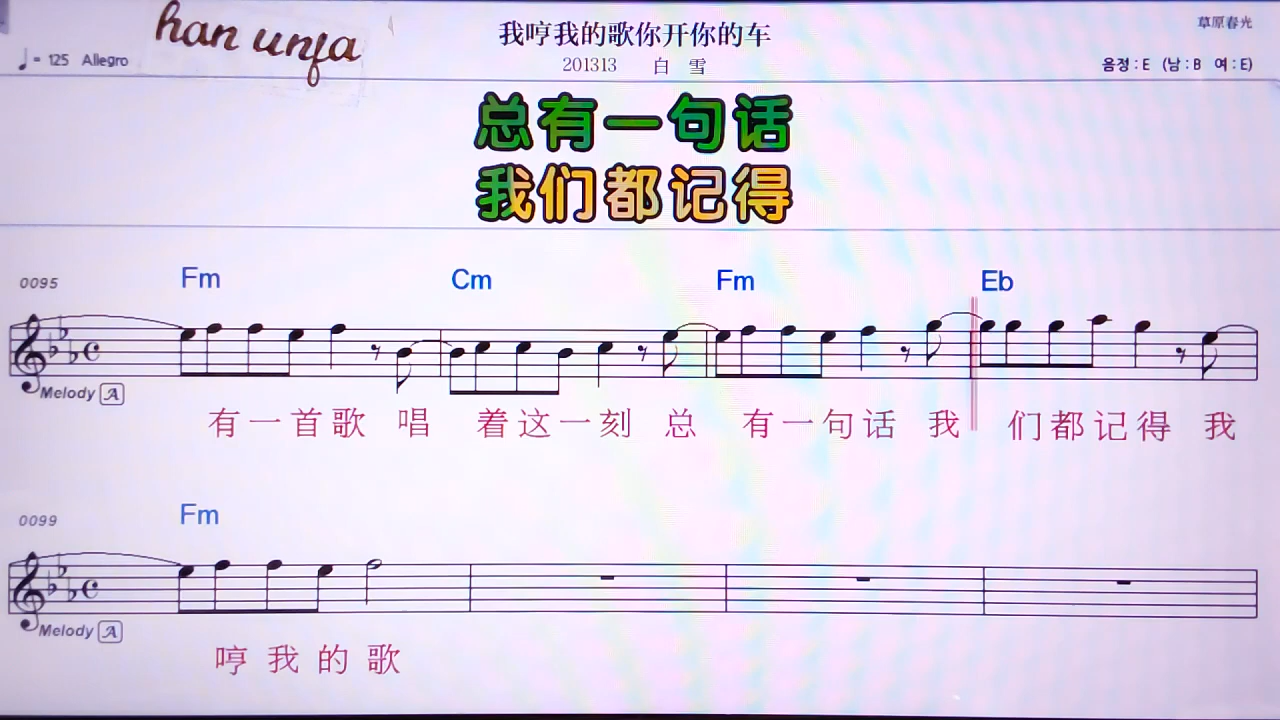 han unfa
我哼我的歌你开你的车
草原春光
♩= 125 Allegro
201313 白 雪
음정 : E (남 : B 여 : E)
总有一句话
我们都记得
0095 Fm Cm Fm Eb
Melody A
有一首歌 唱 着这一刻 总 有一句话 我 们都记得 我
0099 Fm
Melody A
哼 我 的 歌